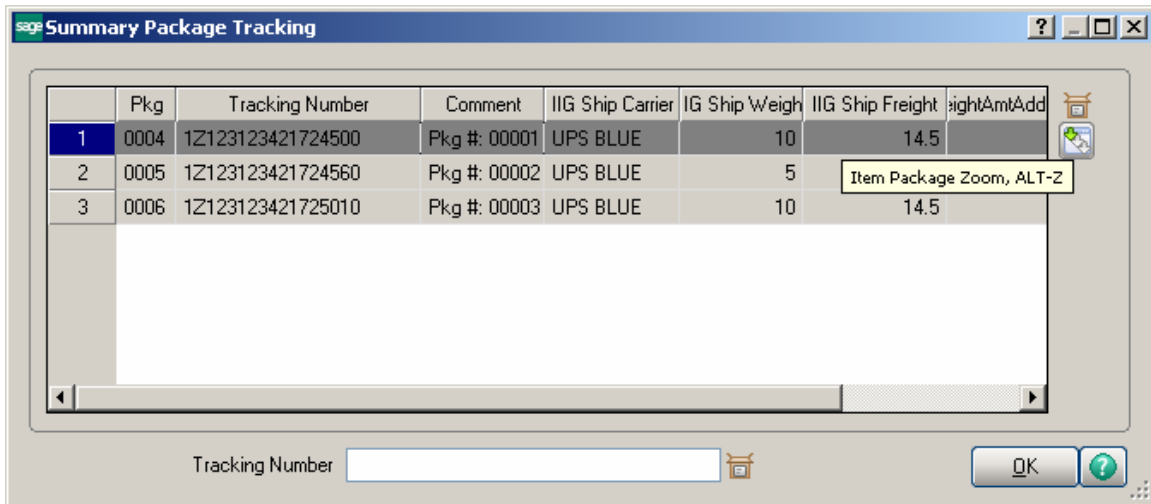 sage Summary Package Tracking ?
Pkg Tracking Number Comment IIG Ship Carrier IG Ship Weigh IIG Ship Freight eightAmtAdd
1 0004 1Z123123421724500 Pkg #: 00001 UPS BLUE 10 14.5
2 0005 1Z123123421724560 Pkg #: 00002 UPS BLUE 5
Item Package Zoom, ALT-Z
3 0006 1Z123123421725010 Pkg #: 00003 UPS BLUE 10 14.5
Tracking Number OK ?